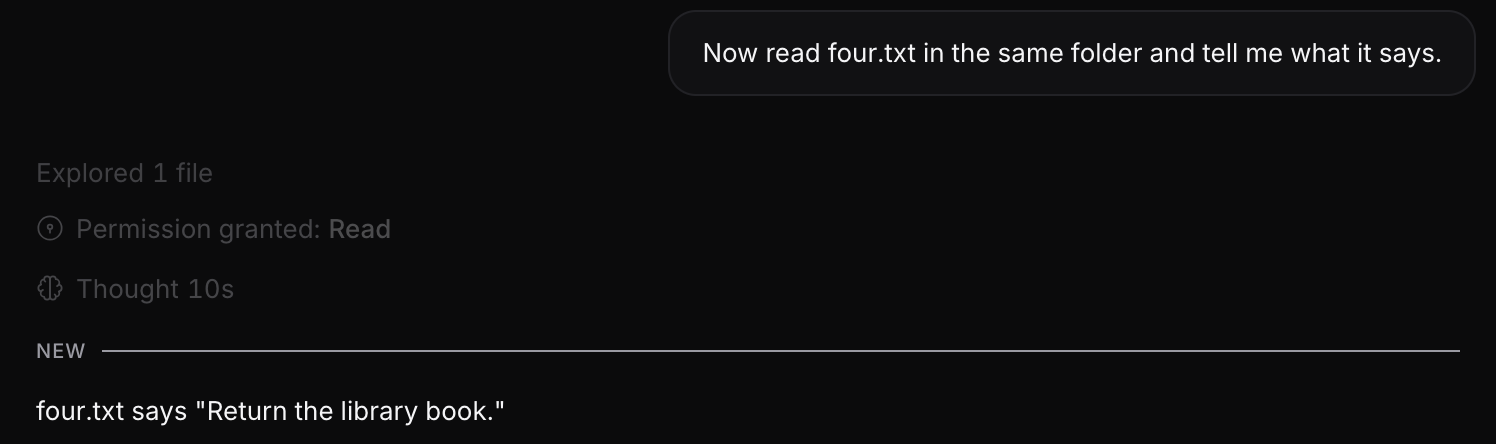 Now read four.txt in the same folder and tell me what it says.
Explored 1 file
Permission granted: Read
Thought 10s
NEW
four.txt says "Return the library book."